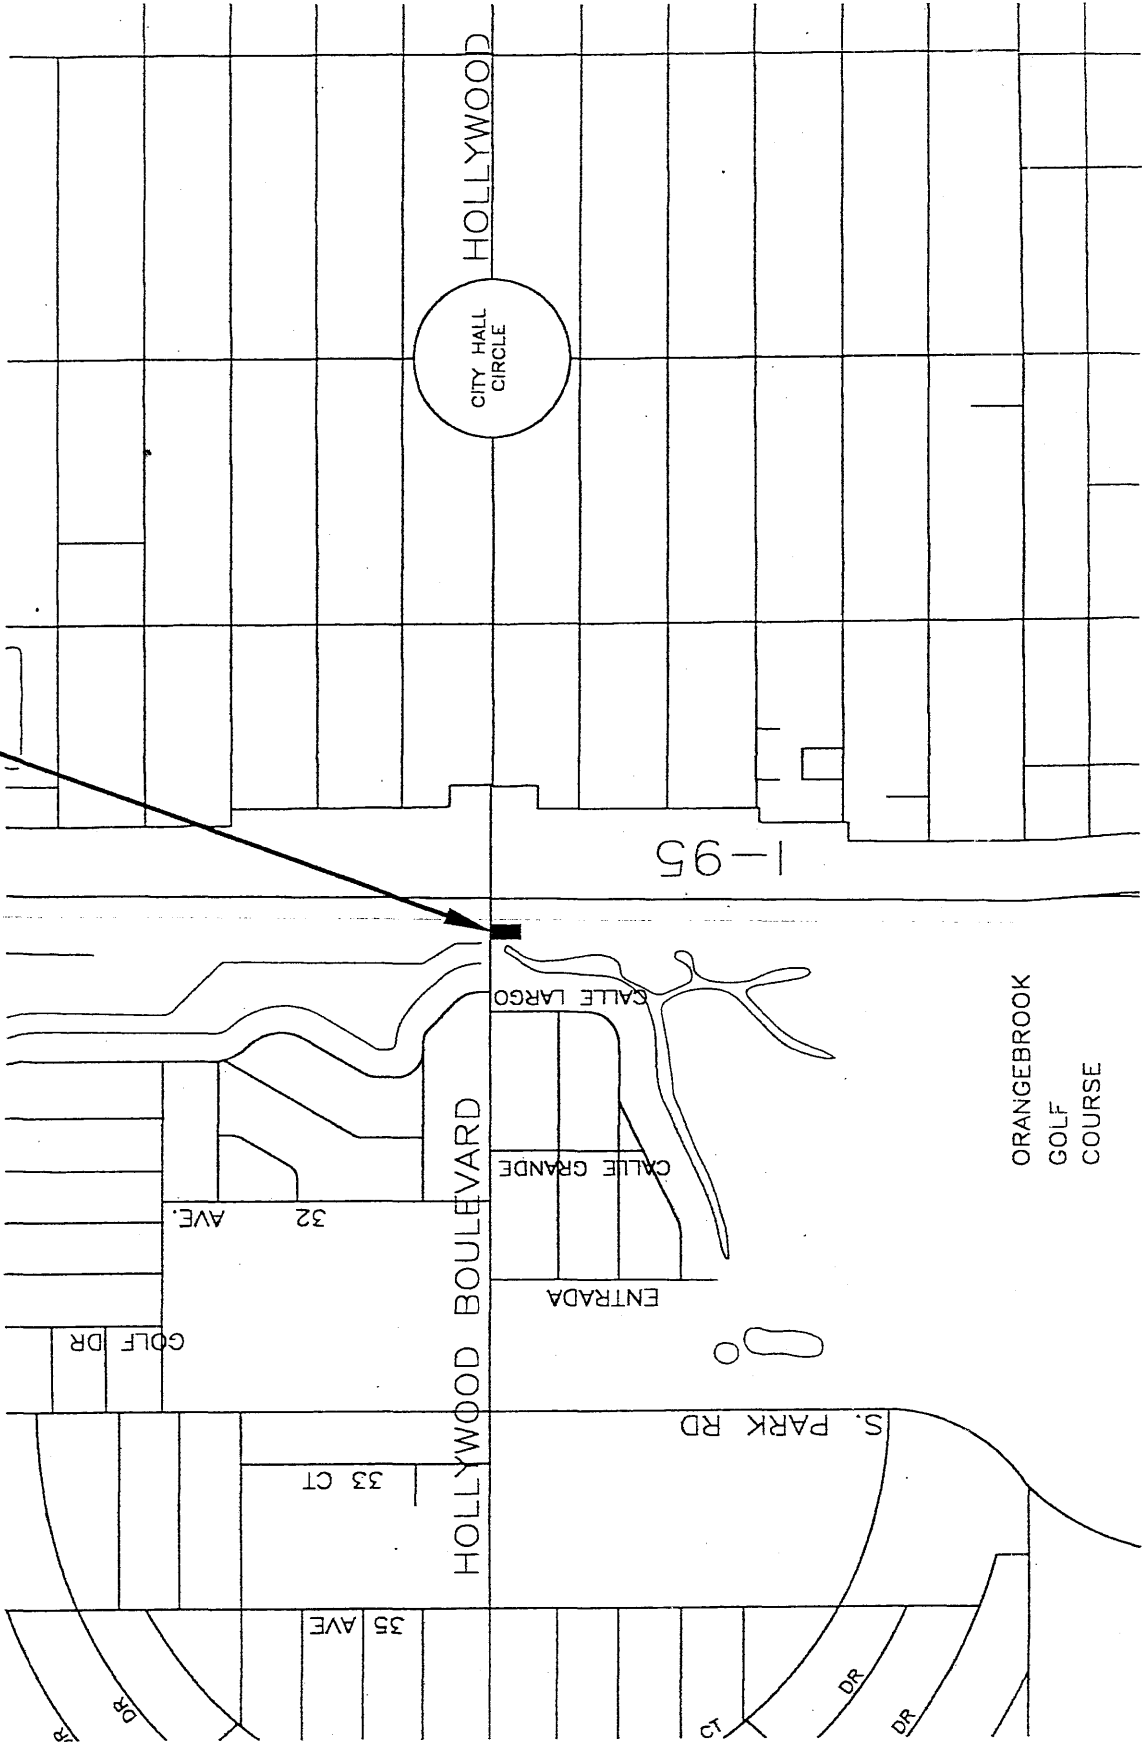 HOLLYWOOD
CITY HALL
CIRCLE
I-95
CALLE LARGO
CALLE GRANDE
ENTRADA
ORANGEBROOK
GOLF
COURSE
32 AVE.
HOLLYWOOD BOULEVARD
GOLF DR
S. PARK RD
33 CT
35 AVE
DR
CT
DR
DR